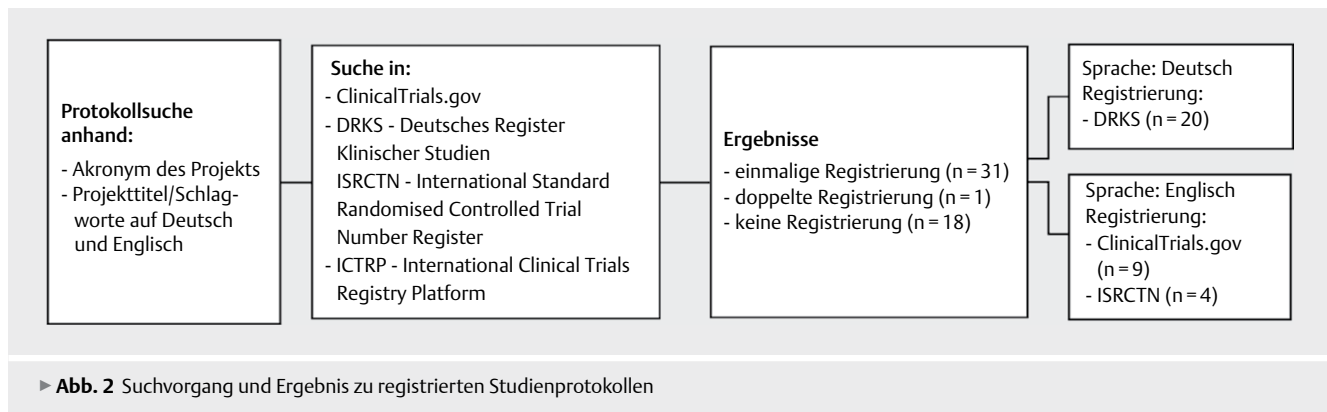 Protokollsuche
anhand:
- Akronym des Projekts
- Projekttitel/Schlag-
worte auf Deutsch
und Englisch
Suche in:
- ClinicalTrials.gov
- DRKS - Deutsches Register
Klinischer Studien
ISRCTN - International Standard
Randomised Controlled Trial
Number Register
- ICTRP - International Clinical Trials
Registry Platform
Ergebnisse
- einmalige Registrierung (n = 31)
- doppelte Registrierung (n = 1)
- keine Registrierung (n = 18)
Sprache: Deutsch
Registrierung:
- DRKS (n = 20)
Sprache: Englisch
Registrierung:
- ClinicalTrials.gov
(n = 9)
- ISRCTN (n = 4)
▶ Abb. 2 Suchvorgang und Ergebnis zu registrierten Studienprotokollen